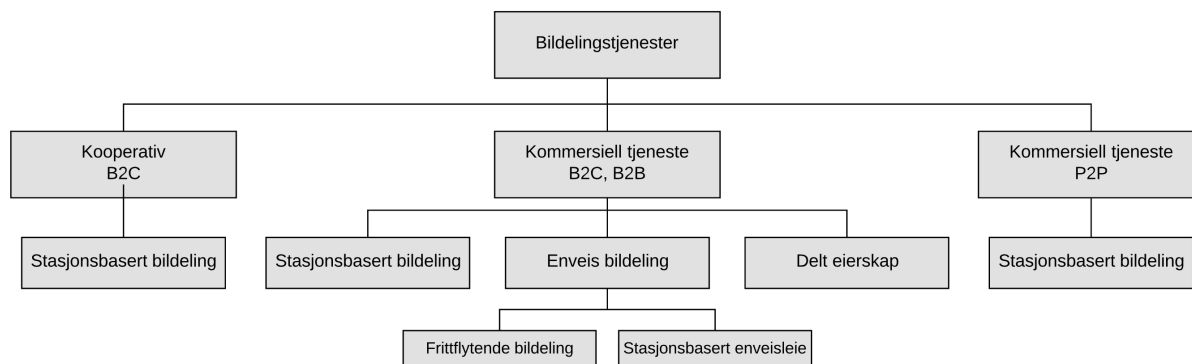 Bildelingstjenester
Kooperativ
B2C
Kommersiell tjeneste
B2C, B2B
Kommersiell tjeneste
P2P
Stasjonsbasert bildeling
Stasjonsbasert bildeling
Enveis bildeling
Delt eierskap
Stasjonsbasert bildeling
Frittflytende bildeling
Stasjonsbasert enveisleie